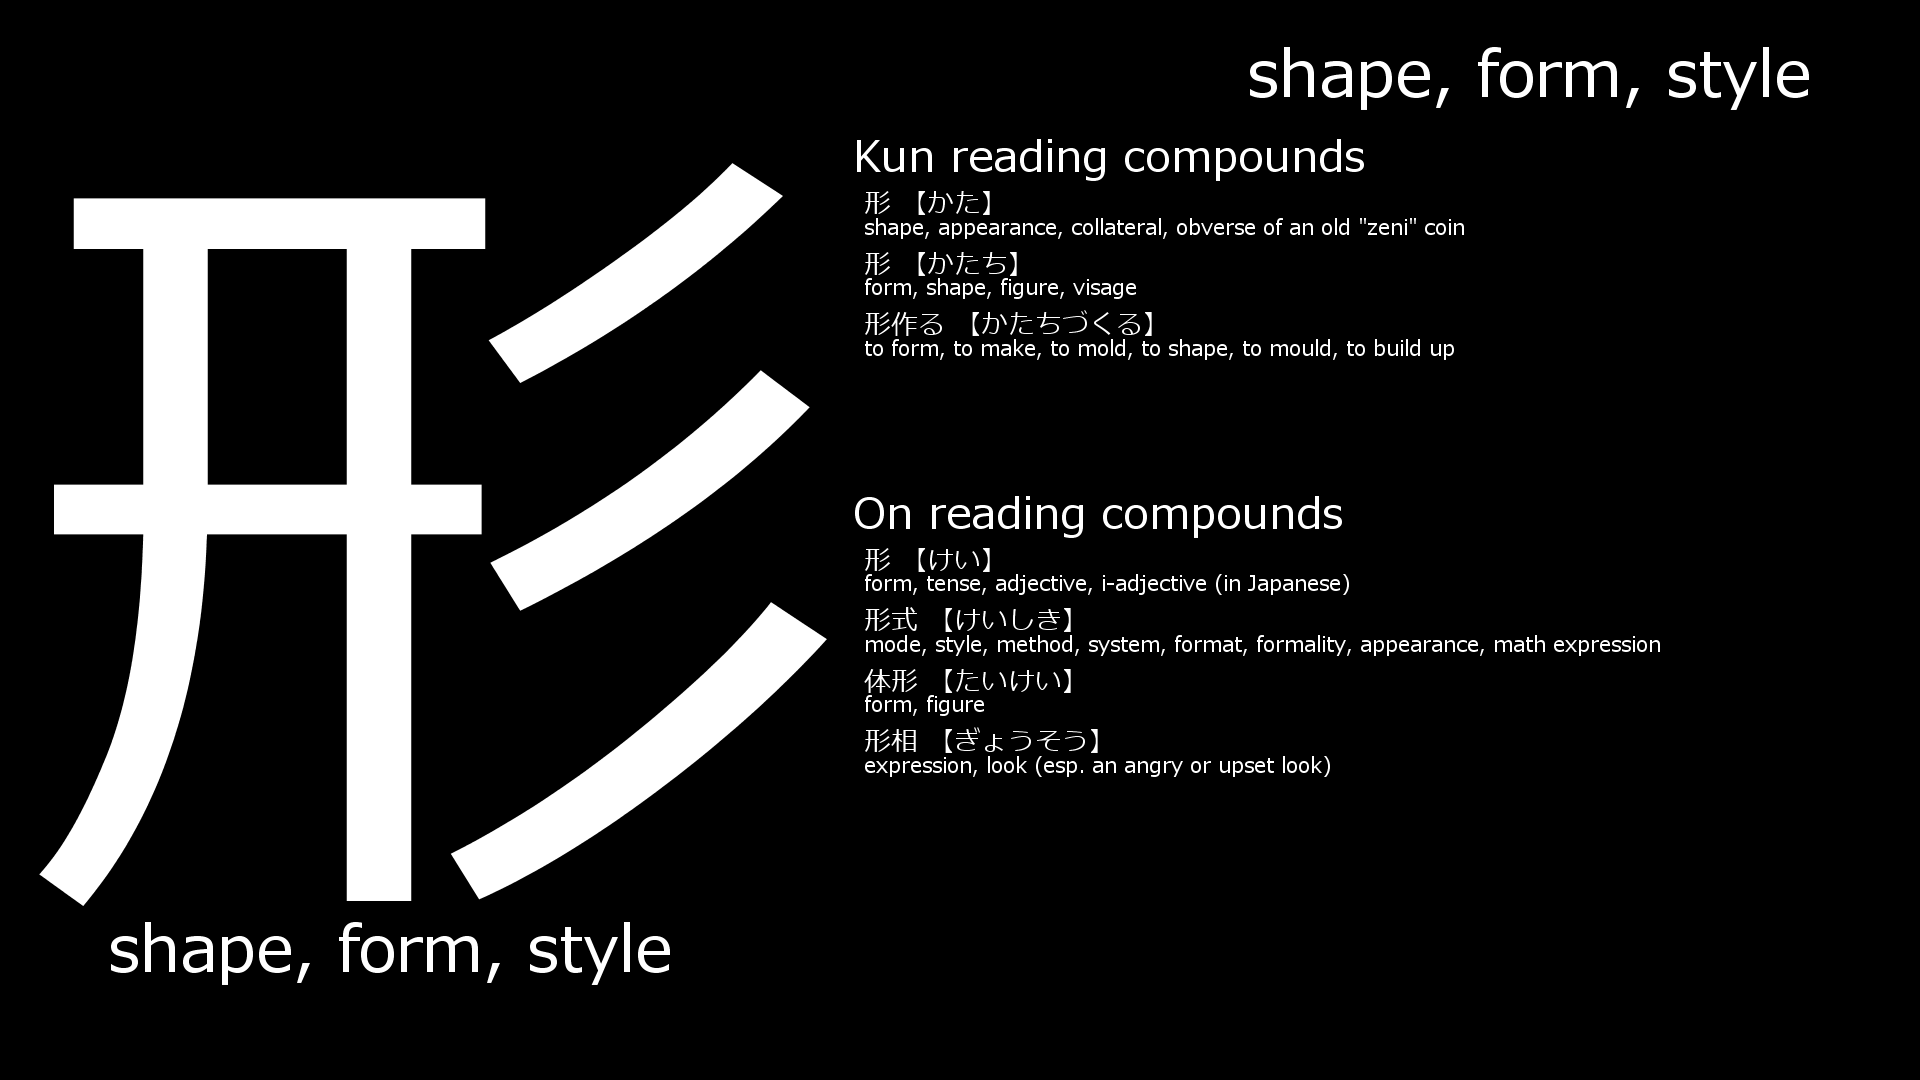 shape, form, style
形
shape, form, style
Kun reading compounds
形 【かた】
shape, appearance, collateral, obverse of an old "zeni" coin
形 【かたち】
form, shape, figure, visage
形作る 【かたちづくる】
to form, to make, to mold, to shape, to mould, to build up
On reading compounds
形 【けい】
form, tense, adjective, i-adjective (in Japanese)
形式 【けいしき】
mode, style, method, system, format, formality, appearance, math expression
体形 【たいけい】
form, figure
形相 【ぎょうそう】
expression, look (esp. an angry or upset look)